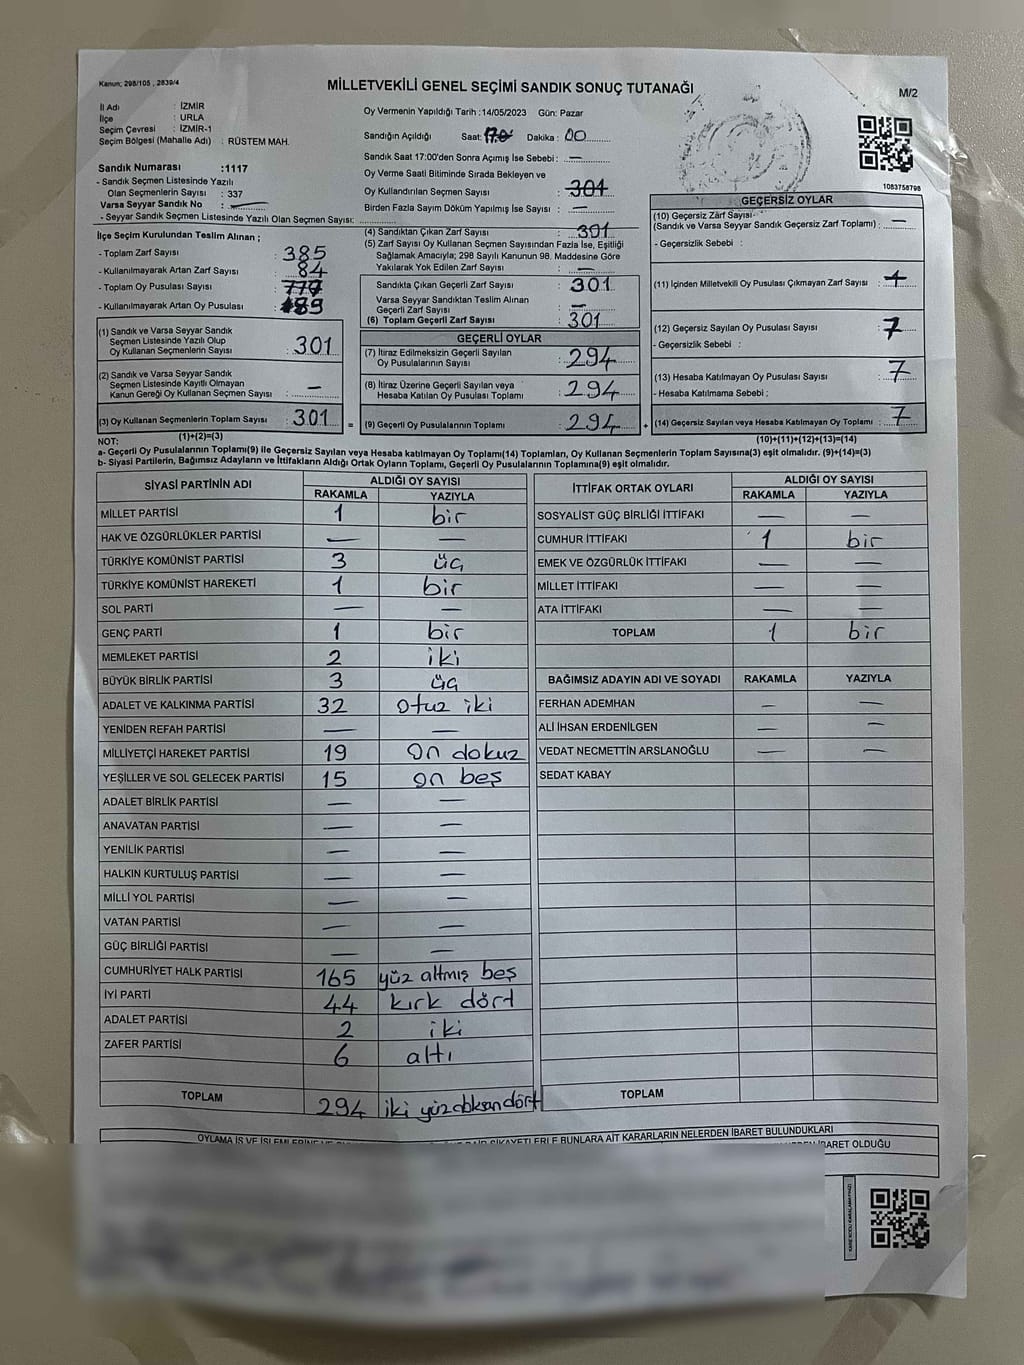 Kanun; 298/105 , 2839/4
MİLLETVEKİLİ GENEL SEÇİMİ SANDIK SONUÇ TUTANAĞI
M/2
İl Adı : İZMİR
İlçe : URLA
Seçim Çevresi : İZMİR-1
Seçim Bölgesi (Mahalle Adı) : RÜSTEM MAH.
Sandık Numarası :1117
- Sandık Seçmen Listesinde Yazılı
Olan Seçmenlerin Sayısı : 337
Varsa Seyyar Sandık No :
- Seyyar Sandık Seçmen Listesinde Yazılı Olan Seçmen Sayısı:
Oy Vermenin Yapıldığı Tarih :14/05/2023 Gün: Pazar
Sandığın Açıldığı Saat: Dakika: 00
Sandık Saat 17:00'den Sonra Açımış İse Sebebi : —
Oy Verme Saati Bitiminde Sırada Bekleyen ve
Oy Kullandırılan Seçmen Sayısı : 301
Birden Fazla Sayım Döküm Yapılmış İse Sayısı : —
1083758798
İlçe Seçim Kurulundan Teslim Alınan ;
- Toplam Zarf Sayısı : 385
- Kullanılmayarak Artan Zarf Sayısı : 84
- Toplam Oy Pusulası Sayısı :
- Kullanılmayarak Artan Oy Pusulası :
(1) Sandık ve Varsa Seyyar Sandık
Seçmen Listesinde Yazılı Olup
Oy Kullanan Seçmenlerin Sayısı : 301
(2) Sandık ve Varsa Seyyar Sandık
Seçmen Listesinde Kayıtlı Olmayan
Kanun Gereği Oy Kullanan Seçmen Sayısı : —
(3) Oy Kullanan Seçmenlerin Toplam Sayısı : 301
(1)+(2)=(3)
(4) Sandıktan Çıkan Zarf Sayısı : 301
(5) Zarf Sayısı Oy Kullanan Seçmen Sayısından Fazla İse, Eşitliği
Sağlamak Amacıyla; 298 Sayılı Kanunun 98. Maddesine Göre
Yakılarak Yok Edilen Zarf Sayısı : —
Sandıkta Çıkan Geçerli Zarf Sayısı : 301
Varsa Seyyar Sandıktan Teslim Alınan
Geçerli Zarf Sayısı : —
(6) Toplam Geçerli Zarf Sayısı : 301
GEÇERLİ OYLAR
(7) İtiraz Edilmeksizin Geçerli Sayılan
Oy Pusulalarının Sayısı : 294
(8) İtiraz Üzerine Geçerli Sayılan veya
Hesaba Katılan Oy Pusulası Toplamı : 294
= (9) Geçerli Oy Pusulalarının Toplamı : 294
GEÇERSİZ OYLAR
(10) Geçersiz Zarf Sayısı
(Sandık ve Varsa Seyyar Sandık Geçersiz Zarf Toplamı) : —
- Geçersizlik Sebebi :
(11) İçinden Milletvekili Oy Pusulası Çıkmayan Zarf Sayısı :
(12) Geçersiz Sayılan Oy Pusulası Sayısı : 7
- Geçersizlik Sebebi :
(13) Hesaba Katılmayan Oy Pusulası Sayısı : 7
- Hesaba Katılmama Sebebi ;
+ (14) Geçersiz Sayılan veya Hesaba Katılmayan Oy Toplamı : 7
(10)+(11)+(12)+(13)=(14)
NOT:
a- Geçerli Oy Pusulalarının Toplamı(9) ile Geçersiz Sayılan veya Hesaba katılmayan Oy Toplamı(14) Toplamları, Oy Kullanan Seçmenlerin Toplam Sayısına(3) eşit olmalıdır. (9)+(14)=(3)
b- Siyasi Partilerin, Bağımsız Adayların ve İttifakların Aldığı Ortak Oyların Toplamı, Geçerli Oy Pusulalarının Toplamına(9) eşit olmalıdır.
SİYASİ PARTİNİN ADI
ALDIĞI OY SAYISI
RAKAMLA YAZIYLA
MİLLET PARTİSİ 1 bir
HAK VE ÖZGÜRLÜKLER PARTİSİ — —
TÜRKİYE KOMÜNİST PARTİSİ 3 üç
TÜRKİYE KOMÜNİST HAREKETİ 1 bir
SOL PARTİ — —
GENÇ PARTİ 1 bir
MEMLEKET PARTİSİ 2 iki
BÜYÜK BİRLİK PARTİSİ 3 üç
ADALET VE KALKINMA PARTİSİ 32 otuz iki
YENİDEN REFAH PARTİSİ — —
MİLLİYETÇİ HAREKET PARTİSİ 19 on dokuz
YEŞİLLER VE SOL GELECEK PARTİSİ 15 on beş
ADALET BİRLİK PARTİSİ — —
ANAVATAN PARTİSİ — —
YENİLİK PARTİSİ — —
HALKIN KURTULUŞ PARTİSİ — —
MİLLİ YOL PARTİSİ — —
VATAN PARTİSİ — —
GÜÇ BİRLİĞİ PARTİSİ — —
CUMHURİYET HALK PARTİSİ 165 yüz altmış beş
İYİ PARTİ 44 kırk dört
ADALET PARTİSİ 2 iki
ZAFER PARTİSİ 6 altı
TOPLAM 294 iki yüz
İTTİFAK ORTAK OYLARI
ALDIĞI OY SAYISI
RAKAMLA YAZIYLA
SOSYALİST GÜÇ BİRLİĞİ İTTİFAKI — —
CUMHUR İTTİFAKI 1 bir
EMEK VE ÖZGÜRLÜK İTTİFAKI — —
MİLLET İTTİFAKI — —
ATA İTTİFAKI — —
TOPLAM 1 bir
BAĞIMSIZ ADAYIN ADI VE SOYADI RAKAMLA YAZIYLA
FERHAN ADEMHAN — —
ALİ İHSAN ERDENİLGEN — —
VEDAT NECMETTİN ARSLANOĞLU — —
SEDAT KABAY
TOPLAM
OYLAMA İŞ VE ŞİKAYETLERLE BUNLARA AİT KARARLARIN NELERDEN İBARET BULUNDUKLARI
İBARET OLDUĞU